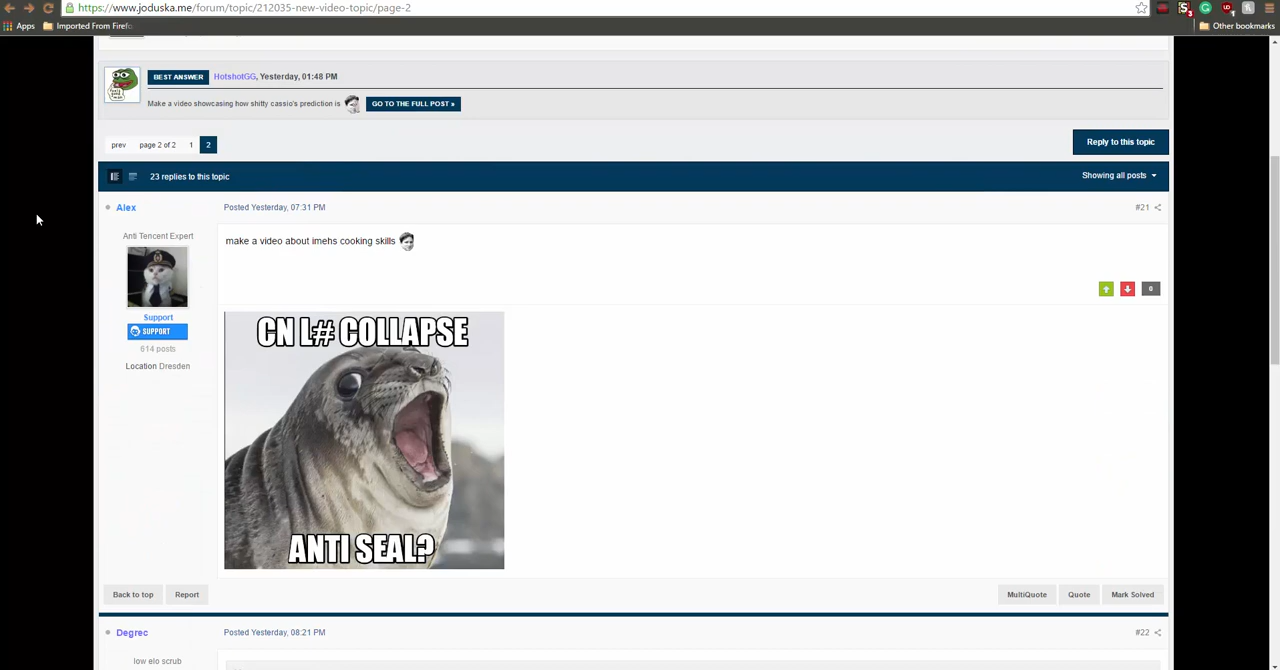 https://www.joduska.me/forum/topic/212035-new-video-topic/page-2
Apps
Imported From Firefo
Other bookmarks
BEST ANSWER HotshotGG, Yesterday, 01:48 PM
Make a video showcasing how shitty cassio's prediction is GO TO THE FULL POST »
prev page 2 of 2 1 2
Reply to this topic
23 replies to this topic
Showing all posts
Alex
Posted Yesterday, 07:31 PM
#21
Anti Tencent Expert
make a video about imehs cooking skills
0
Support
SUPPORT
614 posts
Location Dresden
CN L# COLLAPSE
ANTI SEAL?
Back to top
Report
MultiQuote
Quote
Mark Solved
Degrec
Posted Yesterday, 08:21 PM
#22
low elo scrub